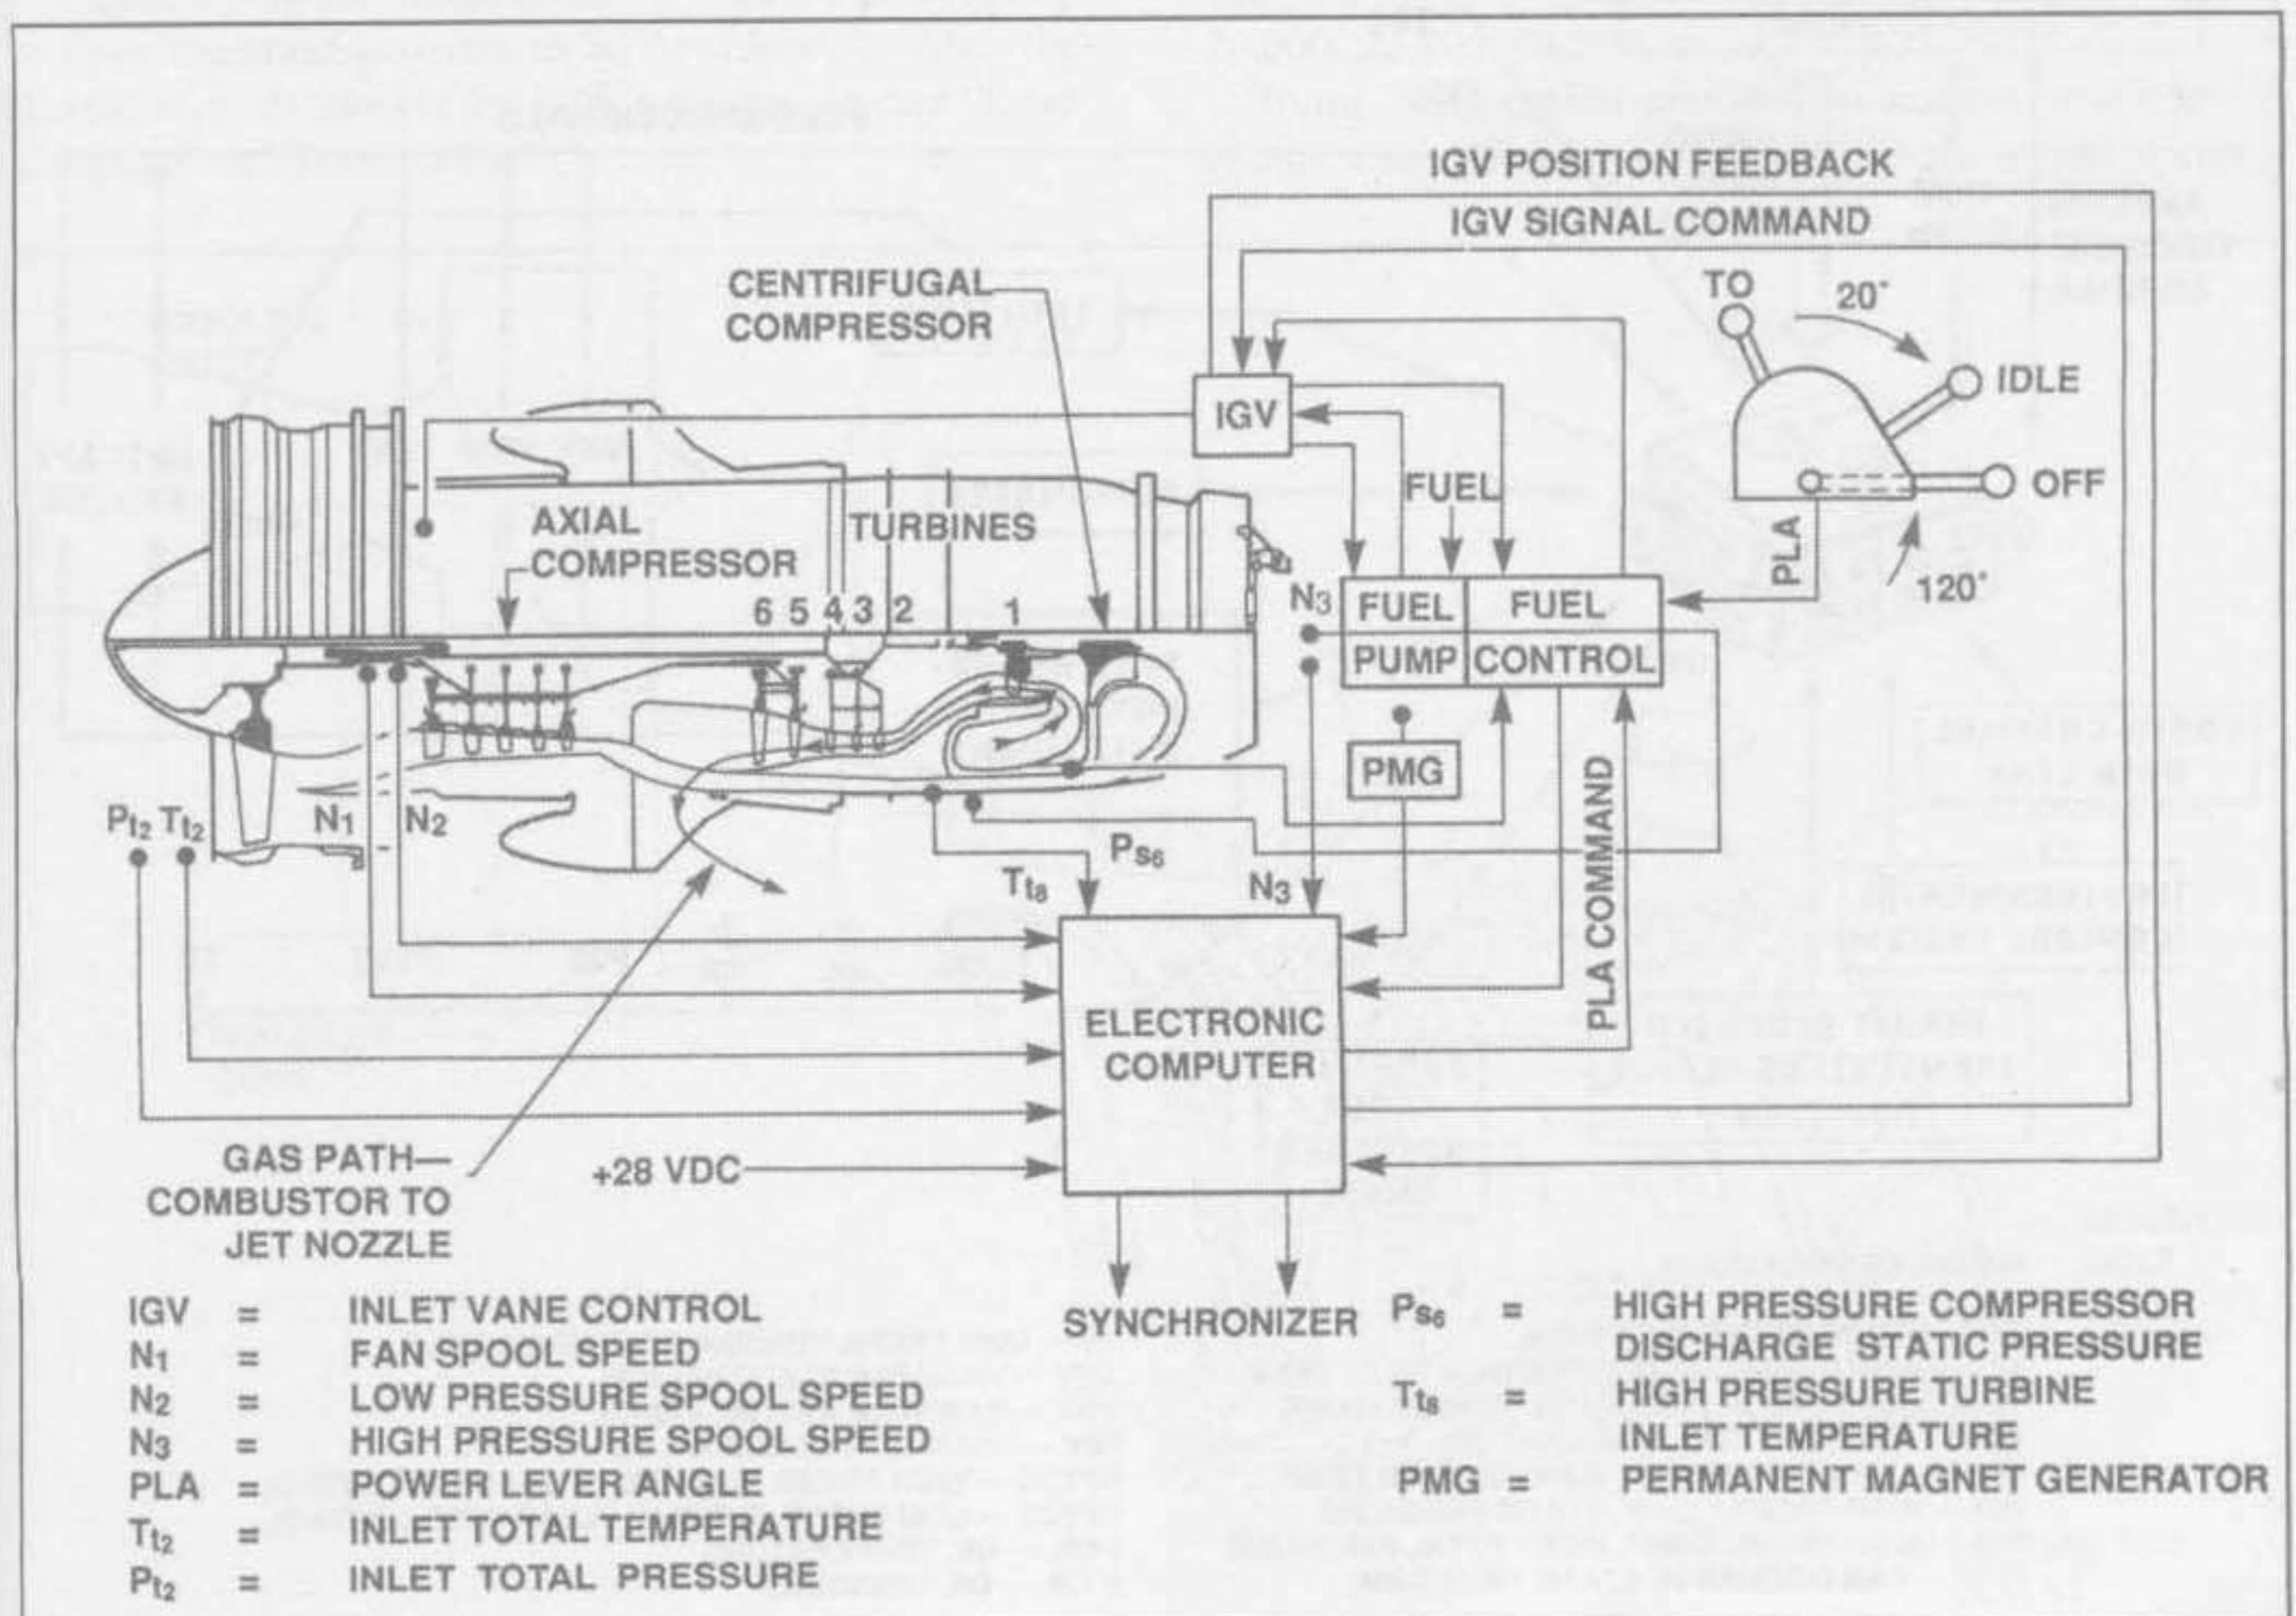 IGV POSITION FEEDBACK
IGV SIGNAL COMMAND
CENTRIFUGAL
COMPRESSOR
TO
20°
IDLE
IGV
OFF
FUEL
AXIAL
COMPRESSOR
TURBINES
PLA
120°
6 5 4 3 2 1
N3
FUEL
PUMP
FUEL
CONTROL
PMG
Pt2 Tt2
N1
N2
Ps6
Tt8
N3
PLA COMMAND
ELECTRONIC
COMPUTER
GAS PATH—
COMBUSTOR TO
JET NOZZLE
+28 VDC
SYNCHRONIZER
IGV = INLET VANE CONTROL
N1 = FAN SPOOL SPEED
N2 = LOW PRESSURE SPOOL SPEED
N3 = HIGH PRESSURE SPOOL SPEED
PLA = POWER LEVER ANGLE
Tt2 = INLET TOTAL TEMPERATURE
Pt2 = INLET TOTAL PRESSURE
Ps6 = HIGH PRESSURE COMPRESSOR
DISCHARGE STATIC PRESSURE
Tt8 = HIGH PRESSURE TURBINE
INLET TEMPERATURE
PMG = PERMANENT MAGNET GENERATOR